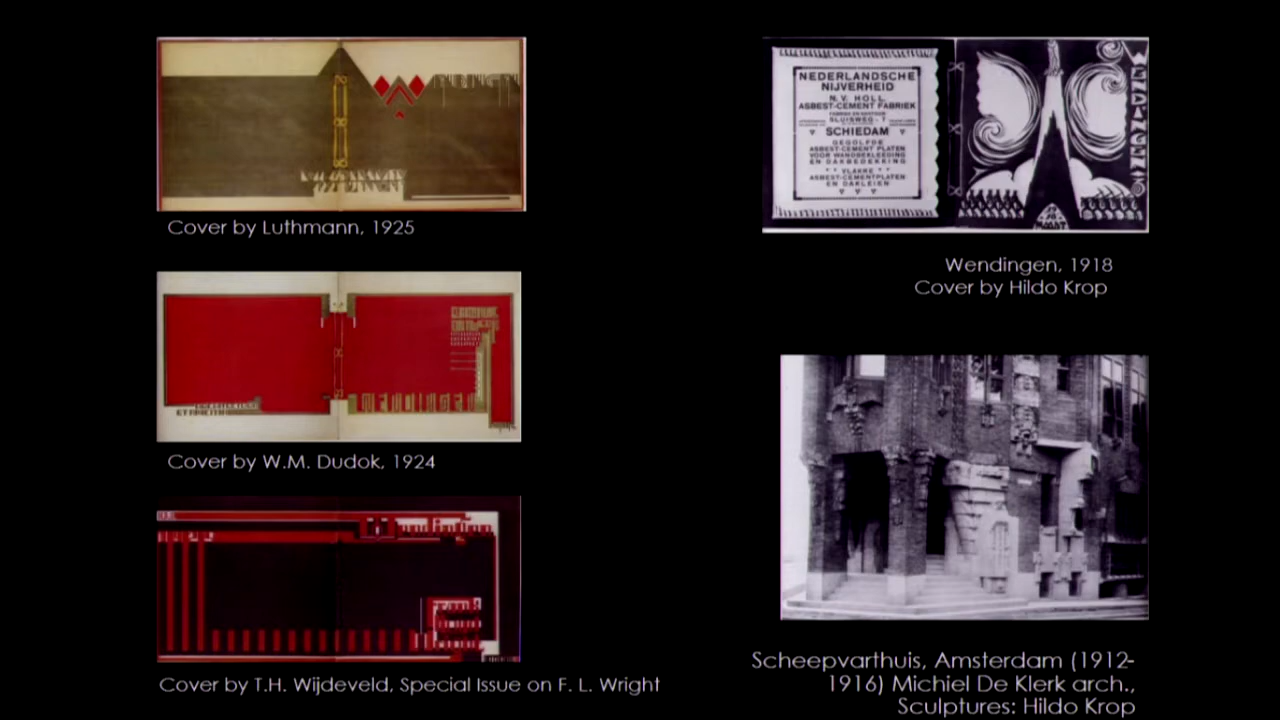 Cover by Luthmann, 1925
Cover by W.M. Dudok, 1924
Cover by T.H. Wijdeveld, Special Issue on F. L. Wright
NEDERLANDSCHE
NIJVERHEID
N.V. HOLL.
ASBEST-CEMENT FABRIEK
SLUISWEG - T
SCHIEDAM
GEGOLFDE
ASBEST-CEMENT PLATEN
VOOR WANDBEKLEEDING
EN DAKBEDEKKING
VLAKKE
ASBEST-CEMENTPLATEN
EN DAKLEIEN
WENDINGEN
Wendingen, 1918
Cover by Hildo Krop
Scheepvarthuis, Amsterdam (1912-
1916) Michiel De Klerk arch.,
Sculptures: Hildo Krop